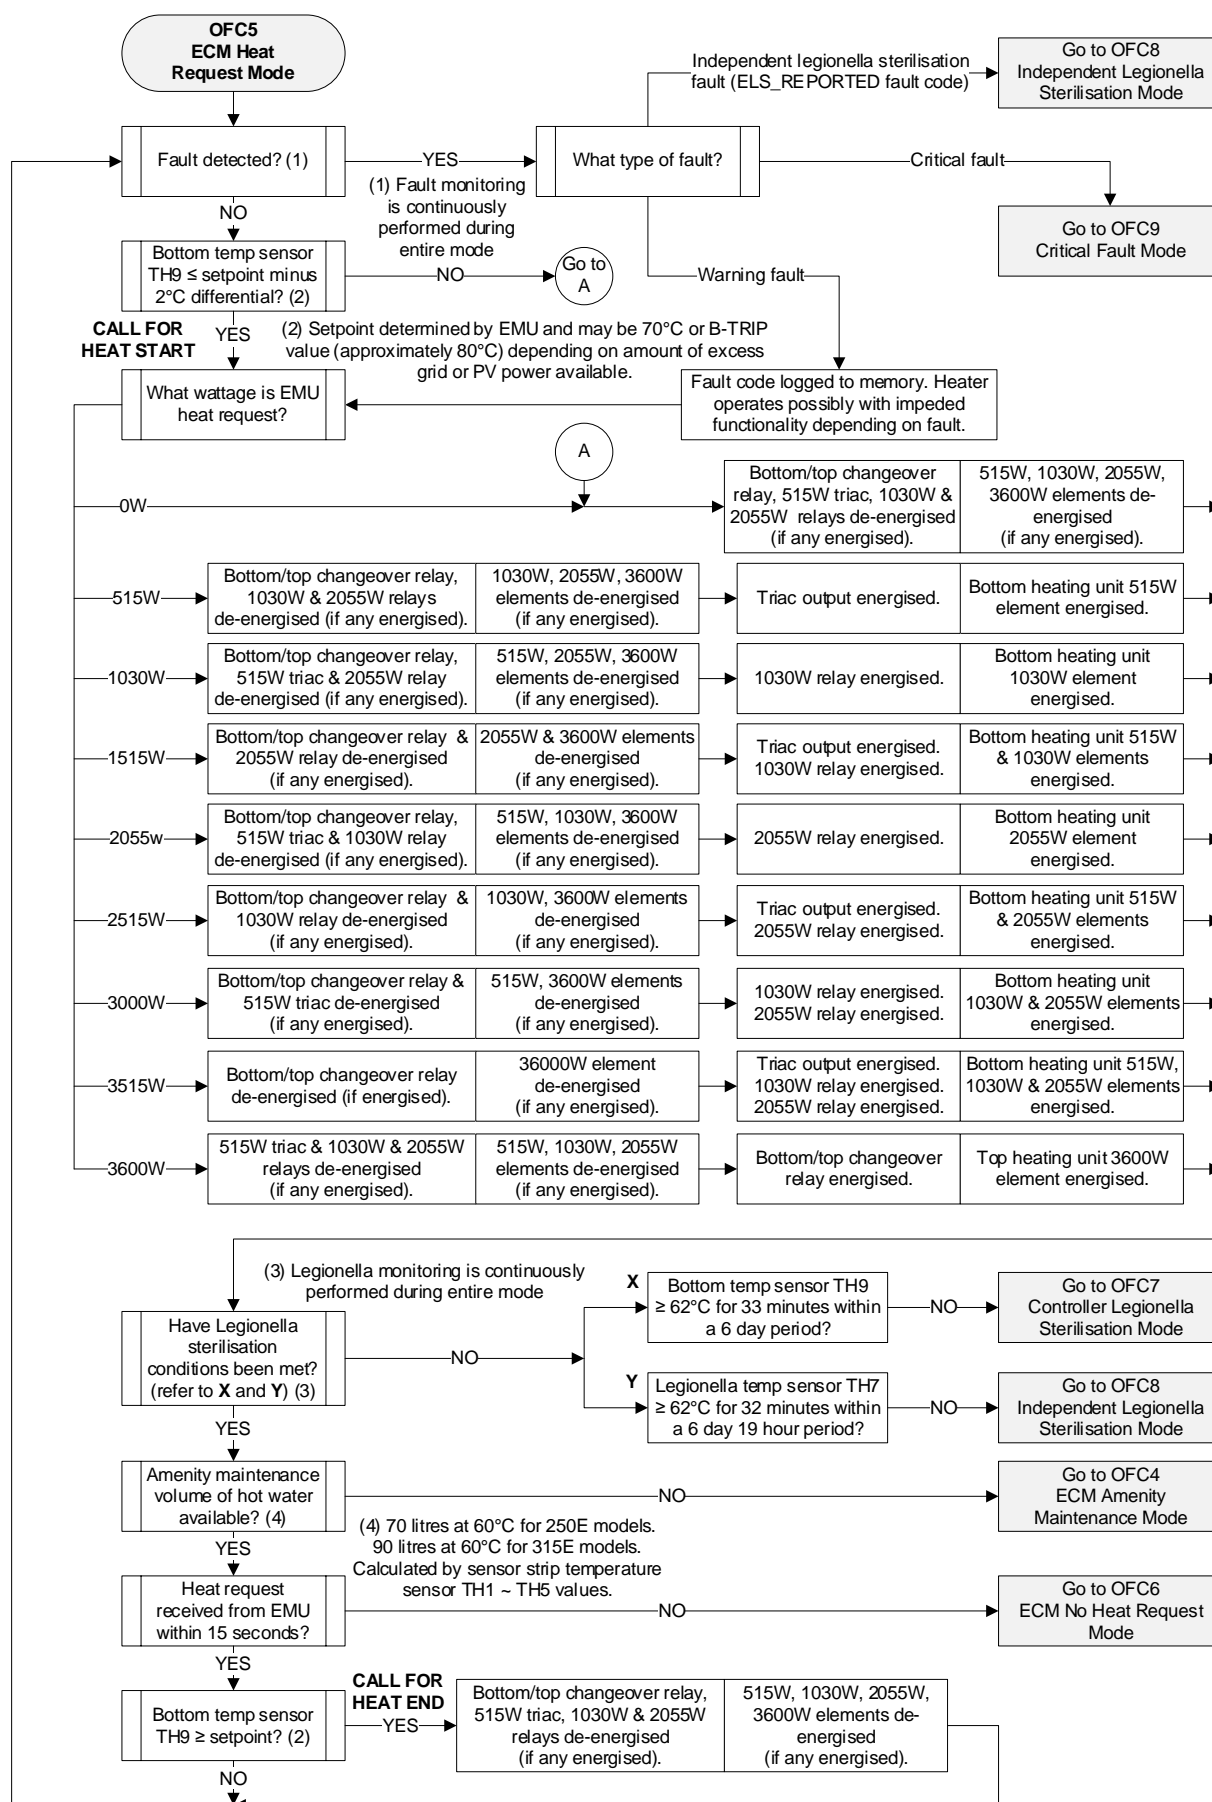 OFC5
ECM Heat
Request Mode
Independent legionella sterilisation
fault (ELS_REPORTED fault code)
Go to OFC8
Independent Legionella
Sterilisation Mode
Fault detected? (1)
YES
What type of fault?
Critical fault
(1) Fault monitoring
is continuously
performed during
entire mode
Go to OFC9
Critical Fault Mode
NO
Bottom temp sensor
TH9 ≤ setpoint minus
2°C differential? (2)
NO
Go to
A
Warning fault
CALL FOR
HEAT START
YES
(2) Setpoint determined by EMU and may be 70°C or B-TRIP
value (approximately 80°C) depending on amount of excess
grid or PV power available.
What wattage is EMU
heat request?
Fault code logged to memory. Heater
operates possibly with impeded
functionality depending on fault.
A
0W
Bottom/top changeover
relay, 515W triac, 1030W &
2055W relays de-energised
(if any energised).
515W, 1030W, 2055W,
3600W elements de-
energised
(if any energised).
515W
Bottom/top changeover relay,
1030W & 2055W relays
de-energised (if any energised).
1030W, 2055W, 3600W
elements de-energised
(if any energised).
Triac output energised.
Bottom heating unit 515W
element energised.
1030W
Bottom/top changeover relay,
515W triac & 2055W relay
de-energised (if any energised).
515W, 2055W, 3600W
elements de-energised
(if any energised).
1030W relay energised.
Bottom heating unit
1030W element
energised.
1515W
Bottom/top changeover relay &
2055W relay de-energised
(if any energised).
2055W & 3600W elements
de-energised
(if any energised).
Triac output energised.
1030W relay energised.
Bottom heating unit 515W
& 1030W elements
energised.
2055w
Bottom/top changeover relay,
515W triac & 1030W relay
de-energised (if any energised).
515W, 1030W, 3600W
elements de-energised
(if any energised).
2055W relay energised.
Bottom heating unit
2055W element
energised.
2515W
Bottom/top changeover relay &
1030W relay de-energised
(if any energised).
1030W, 3600W elements
de-energised
(if any energised).
Triac output energised.
2055W relay energised.
Bottom heating unit 515W
& 2055W elements
energised.
3000W
Bottom/top changeover relay &
515W triac de-energised
(if any energised).
515W, 3600W elements
de-energised
(if any energised).
1030W relay energised.
2055W relay energised.
Bottom heating unit
1030W & 2055W elements
energised.
3515W
Bottom/top changeover relay
de-energised (if energised).
36000W element
de-energised
(if any energised).
Triac output energised.
1030W relay energised.
2055W relay energised.
Bottom heating unit 515W,
1030W & 2055W elements
energised.
3600W
515W triac & 1030W & 2055W
relays de-energised
(if any energised).
515W, 1030W, 2055W
elements de-energised
(if any energised).
Bottom/top changeover
relay energised.
Top heating unit 3600W
element energised.
(3) Legionella monitoring is continuously
performed during entire mode
X
Bottom temp sensor TH9
≥ 62°C for 33 minutes within
a 6 day period?
NO
Go to OFC7
Controller Legionella
Sterilisation Mode
Have Legionella
sterilisation
conditions been met?
(refer to X and Y) (3)
NO
Y
Legionella temp sensor TH7
≥ 62°C for 32 minutes within
a 6 day 19 hour period?
NO
Go to OFC8
Independent Legionella
Sterilisation Mode
YES
Amenity maintenance
volume of hot water
available? (4)
NO
Go to OFC4
ECM Amenity
Maintenance Mode
YES
(4) 70 litres at 60°C for 250E models.
90 litres at 60°C for 315E models.
Calculated by sensor strip temperature
sensor TH1 ~ TH5 values.
Heat request
received from EMU
within 15 seconds?
NO
Go to OFC6
ECM No Heat Request
Mode
YES
Bottom temp sensor
TH9 ≥ setpoint? (2)
CALL FOR
HEAT END
YES
Bottom/top changeover relay,
515W triac, 1030W & 2055W
relays de-energised
(if any energised).
515W, 1030W, 2055W,
3600W elements de-
energised
(if any energised).
NO